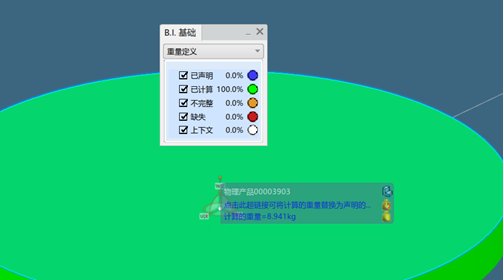 B.I. 基础
重量定义
已声明 0.0%
已计算 100.0%
不完整 0.0%
缺失 0.0%
上下文 0.0%
物理产品00003903
点击此超链接可将计算的重量替换为声明的...
计算的重量=8.941kg